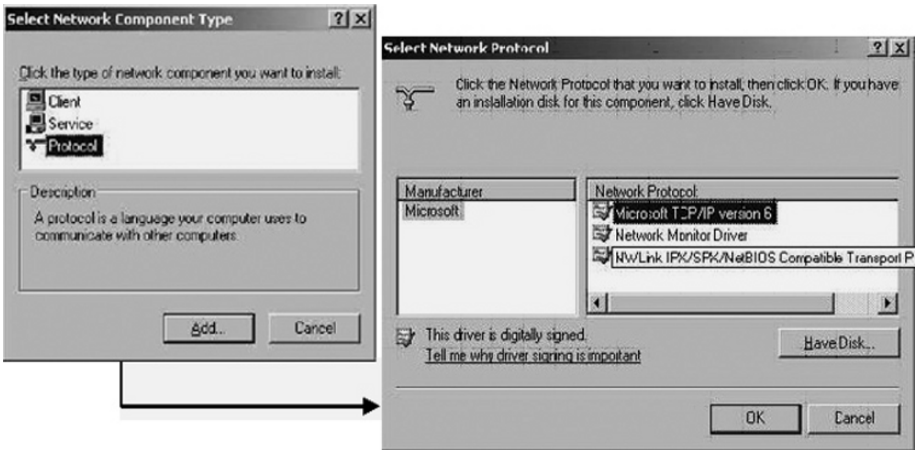 Select Network Component Type
Click the type of network component you want to install:
Client
Service
Protocol
Description
A protocol is a language your computer uses to
communicate with other computers.
Add...
Cancel
Select Network Protocol
Click the Network Protocol that you want to install, then click OK. If you have
an installation disk for this component, click Have Disk.
Manufacturer
Microsoft
Network Protocol:
Microsoft TCP/IP version 6
Network Monitor Driver
NWLink IPX/SPX/NetBIOS Compatible Transport P
This driver is digitally signed.
Tell me why driver signing is important
Have Disk...
OK
Cancel